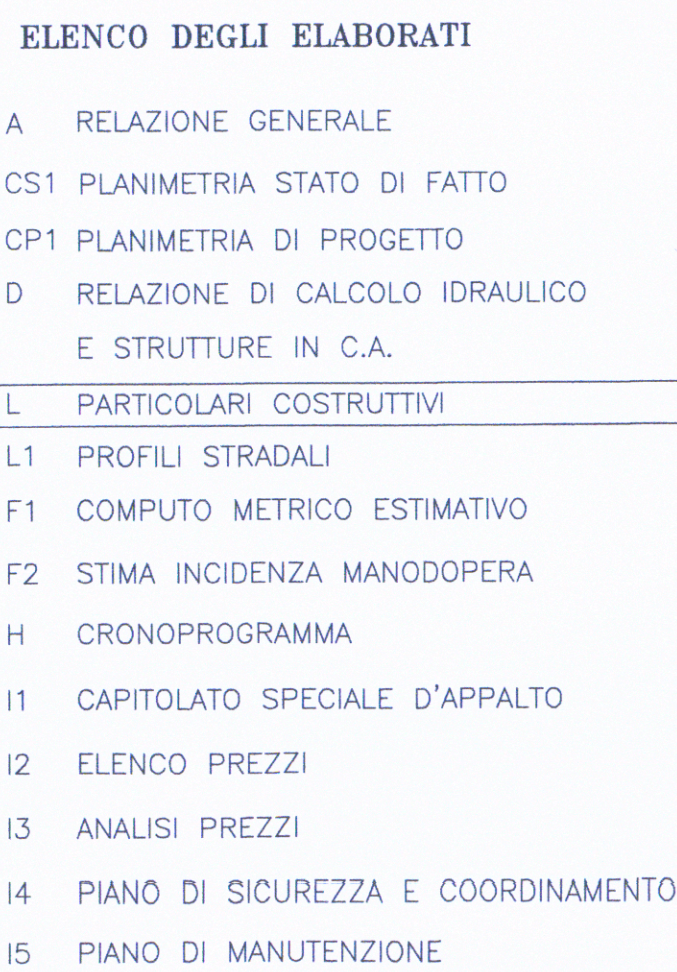 ELENCO DEGLI ELABORATI
A RELAZIONE GENERALE
CS1 PLANIMETRIA STATO DI FATTO
CP1 PLANIMETRIA DI PROGETTO
D RELAZIONE DI CALCOLO IDRAULICO
E STRUTTURE IN C.A.
L PARTICOLARI COSTRUTTIVI
L1 PROFILI STRADALI
F1 COMPUTO METRICO ESTIMATIVO
F2 STIMA INCIDENZA MANODOPERA
H CRONOPROGRAMMA
I1 CAPITOLATO SPECIALE D'APPALTO
I2 ELENCO PREZZI
I3 ANALISI PREZZI
I4 PIANO DI SICUREZZA E COORDINAMENTO
I5 PIANO DI MANUTENZIONE